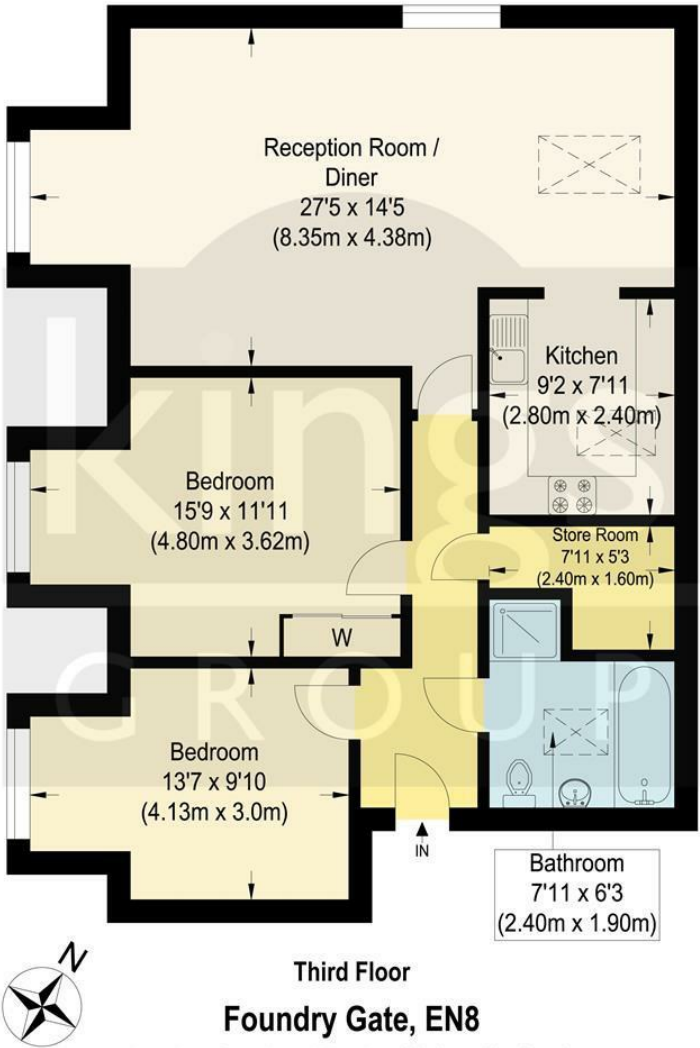 Reception Room /
Diner
27'5 x 14'5
(8.35m x 4.38m)
Kitchen
9'2 x 7'11
(2.80m x 2.40m)
Bedroom
15'9 x 11'11
(4.80m x 3.62m)
Store Room
7'11 x 5'3
(2.40m x 1.60m)
W
Bedroom
13'7 x 9'10
(4.13m x 3.0m)
IN
Bathroom
7'11 x 6'3
(2.40m x 1.90m)
kings
GROUP
N
Third Floor
Foundry Gate, EN8